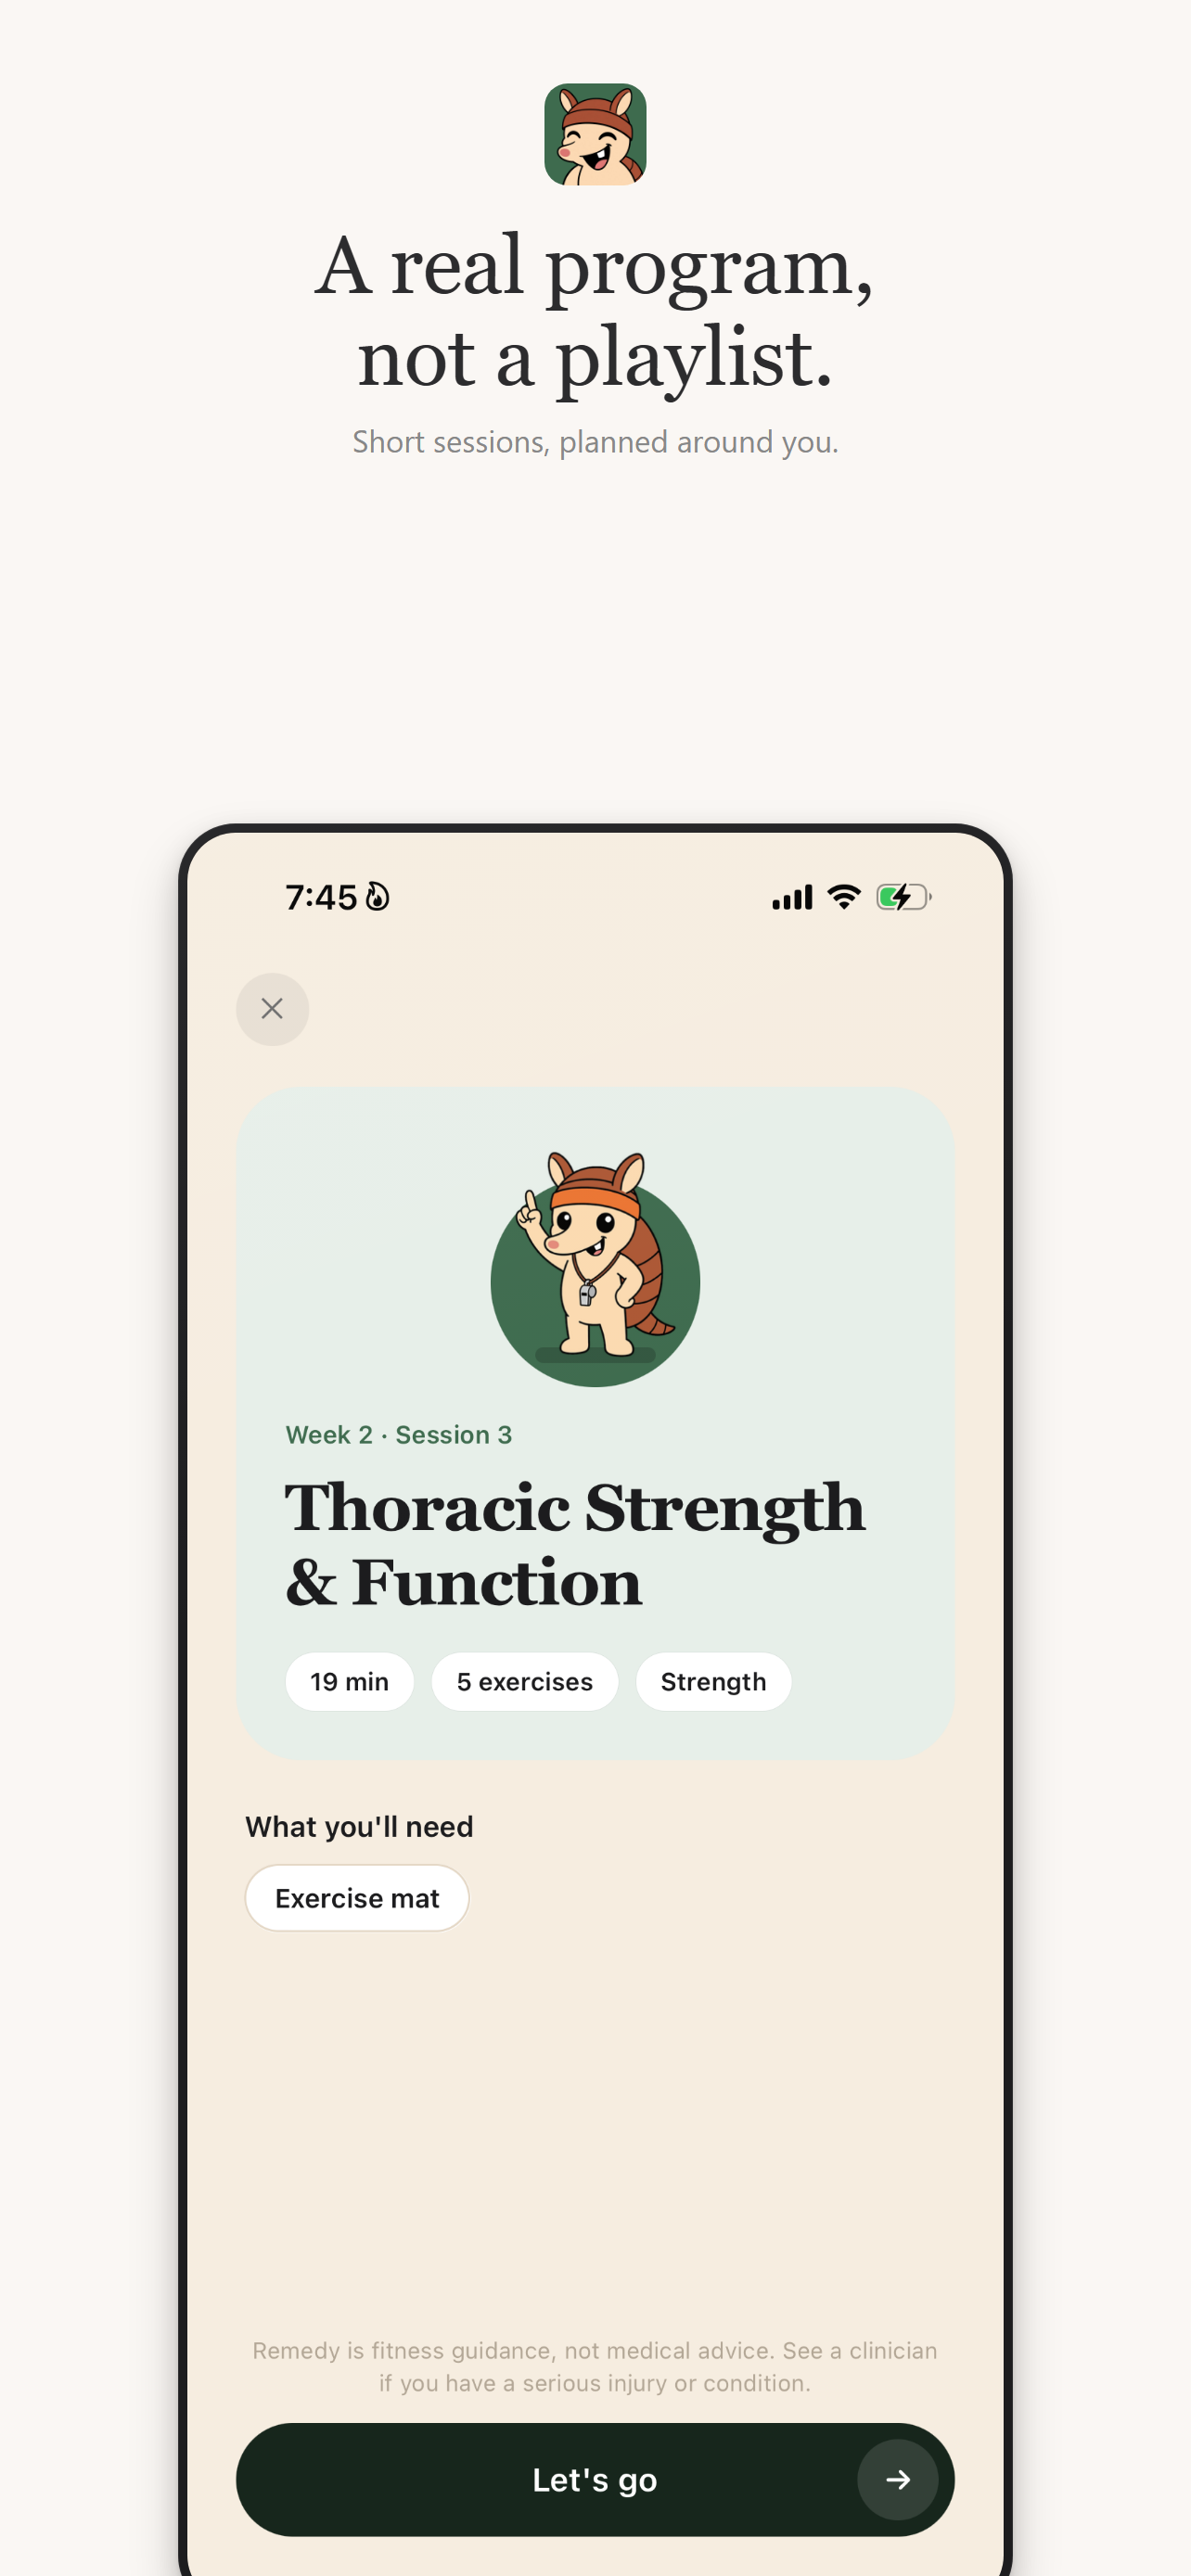 A real program,
not a playlist.
Short sessions, planned around you.
7:45
Week 2 · Session 3
Thoracic Strength
& Function
19 min
5 exercises
Strength
What you'll need
Exercise mat
Remedy is fitness guidance, not medical advice. See a clinician
if you have a serious injury or condition.
Let's go